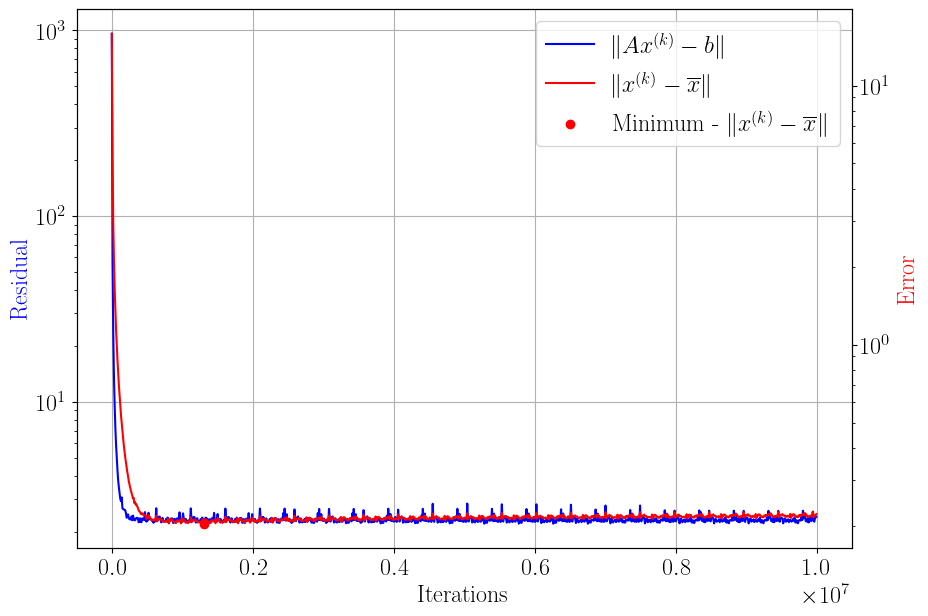 10³
10²
10¹
Residual
‖Ax⁽ᵏ⁾ − b‖
‖x⁽ᵏ⁾ − x̅‖
Minimum - ‖x⁽ᵏ⁾ − x̅‖
10¹
10⁰
Error
0.0 0.2 0.4 0.6 0.8 1.0
Iterations
×10⁷